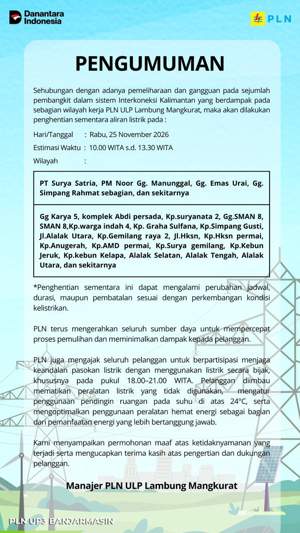 Danantara
Indonesia
PLN
PENGUMUMAN
Sehubungan dengan adanya pemeliharaan dan gangguan pada sejumlah
pembangkit dalam sistem Interkoneksi Kalimantan yang berdampak pada
sebagian wilayah kerja PLN ULP Lambung Mangkurat, maka akan dilakukan
penghentian sementara aliran listrik pada :
Hari/Tanggal : Rabu, 25 November 2026
Estimasi Waktu : 10.00 WITA s.d. 13.30 WITA
Wilayah :
PT Surya Satria, PM Noor Gg. Manunggal, Gg. Emas Urai, Gg.
Simpang Rahmat sebagian, dan sekitarnya
Gg Karya 5, komplek Abdi persada, Kp.suryanata 2, Gg.SMAN 8,
SMAN 8,Kp.warga indah 4, Kp. Graha Sulfana, Kp.Simpang Gusti,
Jl.Alalak Utara, Kp.Gemilang raya 2, Jl.Hksn, Kp.Hksn permai,
Kp.Anugerah, Kp.AMD permai, Kp.Surya gemilang, Kp.Kebun
Jeruk, Kp.kebun Kelapa, Alalak Selatan, Alalak Tengah, Alalak
Utara, dan sekitarnya
*Penghentian sementara ini dapat mengalami perubahan jadwal,
durasi, maupun pembatalan sesuai dengan perkembangan kondisi
kelistrikan.
PLN terus mengerahkan seluruh sumber daya untuk mempercepat
proses pemulihan dan meminimalkan dampak kepada pelanggan.
PLN juga mengajak seluruh pelanggan untuk berpartisipasi menjaga
keandalan pasokan listrik dengan menggunakan listrik secara bijak,
khususnya pada pukul 18.00–21.00 WITA. Pelanggan diimbau
mematikan peralatan listrik yang tidak digunakan, mengatur
penggunaan pendingin ruangan pada suhu di atas 24°C, serta
mengoptimalkan penggunaan peralatan hemat energi sebagai bagian
dari pemanfaatan energi yang lebih bertanggung jawab.
Kami menyampaikan permohonan maaf atas ketidaknyamanan yang
terjadi serta mengucapkan terima kasih atas pengertian dan dukungan
pelanggan.
Manajer PLN ULP Lambung Mangkurat
PLN UP3 BANJARMASIN